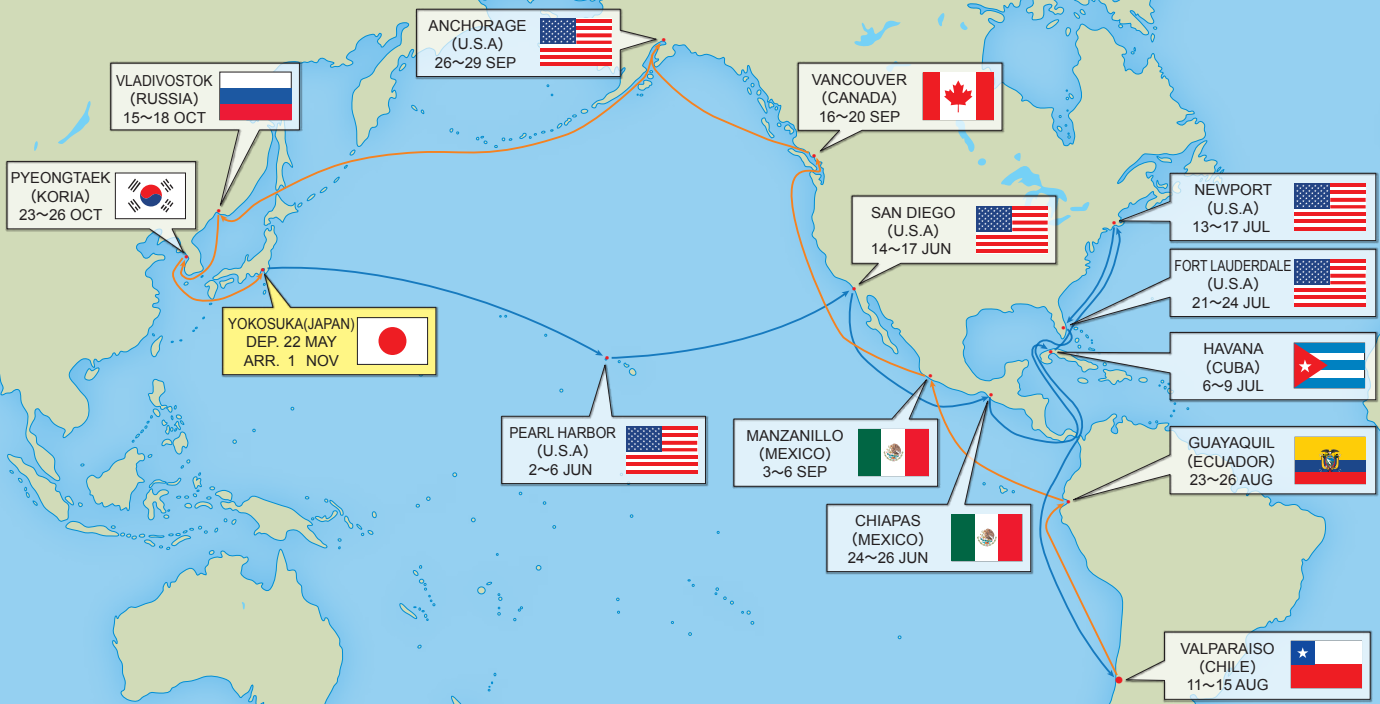 ANCHORAGE
(U.S.A)
26～29 SEP
VLADIVOSTOK
(RUSSIA)
15～18 OCT
VANCOUVER
(CANADA)
16～20 SEP
PYEONGTAEK
(KORIA)
23～26 OCT
NEWPORT
(U.S.A)
13～17 JUL
SAN DIEGO
(U.S.A)
14～17 JUN
FORT LAUDERDALE
(U.S.A)
21～24 JUL
YOKOSUKA(JAPAN)
DEP. 22 MAY
ARR. 1 NOV
HAVANA
(CUBA)
6～9 JUL
PEARL HARBOR
(U.S.A)
2～6 JUN
MANZANILLO
(MEXICO)
3～6 SEP
GUAYAQUIL
(ECUADOR)
23～26 AUG
CHIAPAS
(MEXICO)
24～26 JUN
VALPARAISO
(CHILE)
11～15 AUG